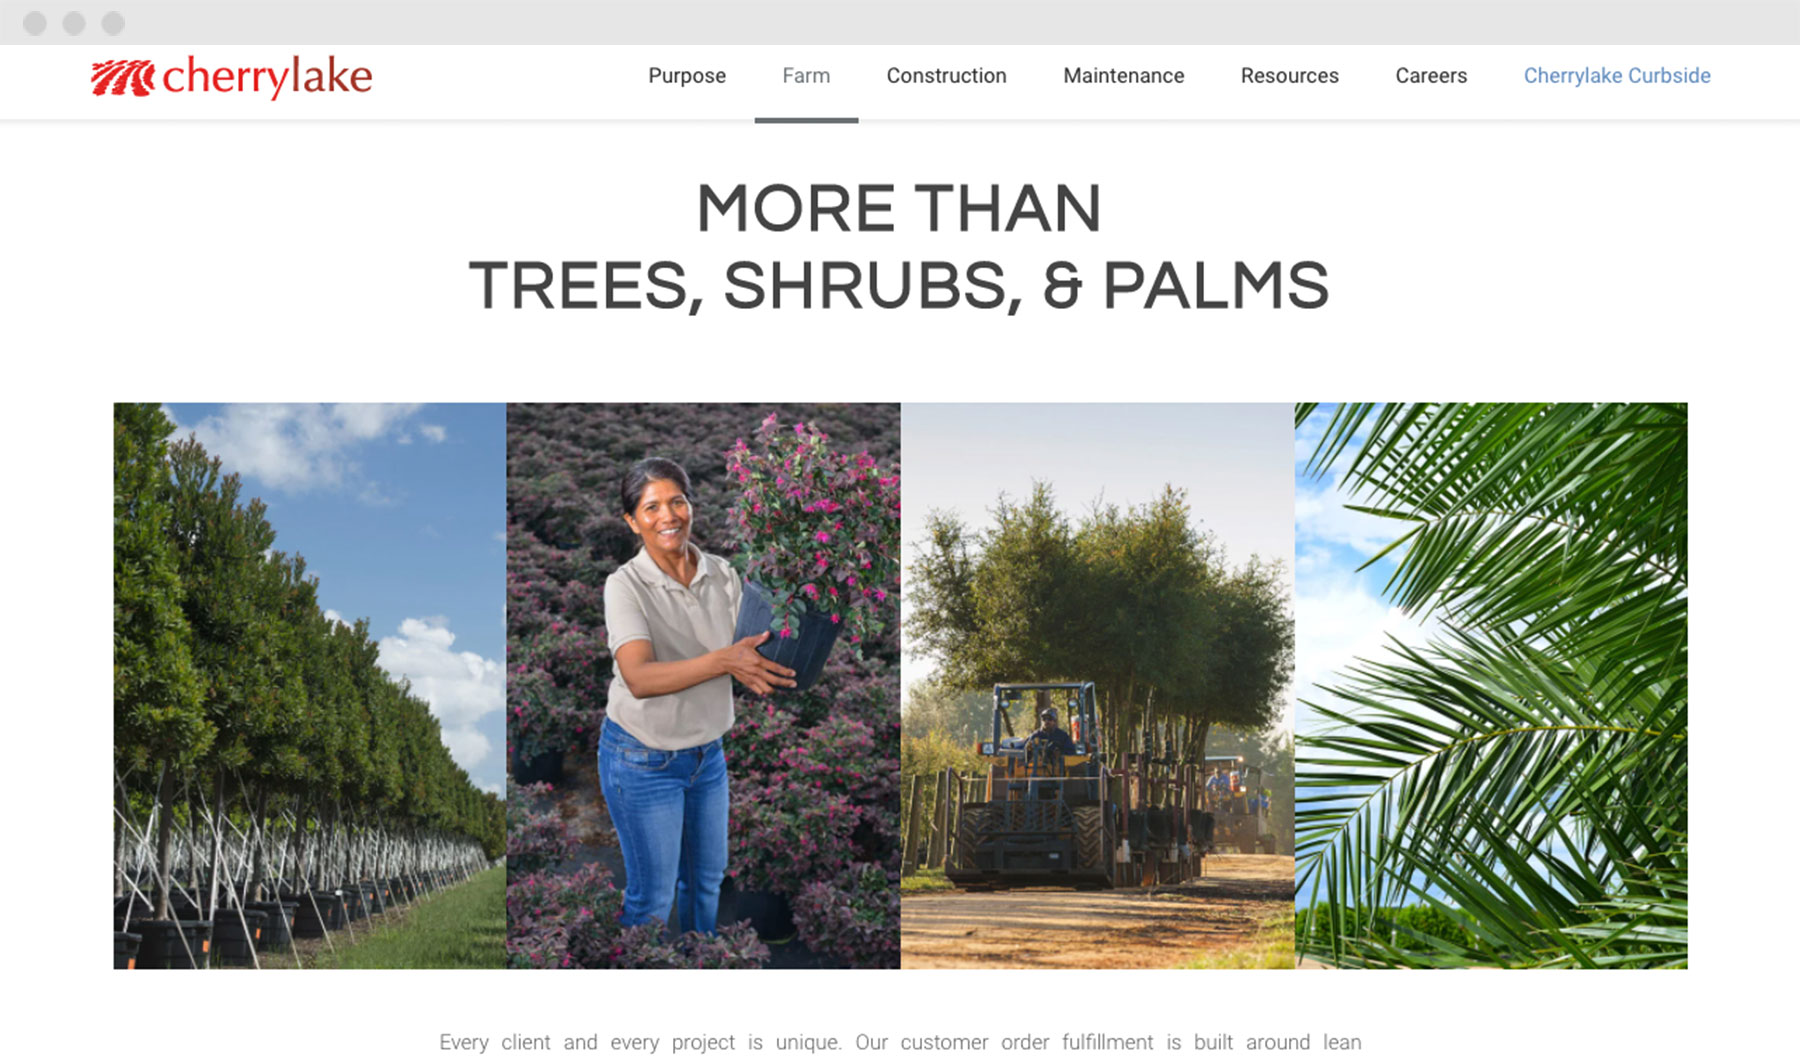 cherrylake
Purpose Farm Construction Maintenance Resources Careers Cherrylake Curbside
MORE THAN
TREES, SHRUBS, & PALMS
Every client and every project is unique. Our customer order fulfillment is built around lean